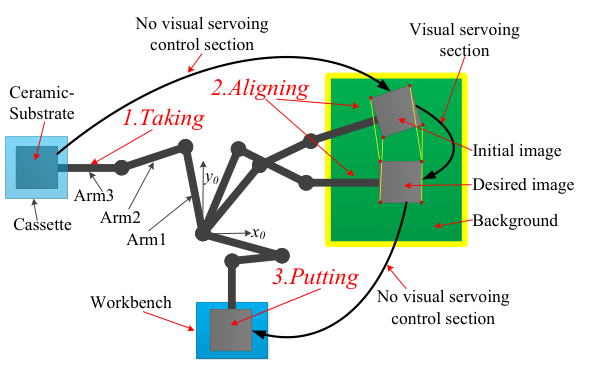 No visual servoing
control section
Visual servoing
section
Ceramic-
Substrate
1.Taking
2.Aligning
Initial image
Desired image
Background
Arm3
Arm2
Arm1
Cassette
y0
x0
3.Putting
Workbench
No visual servoing
control section